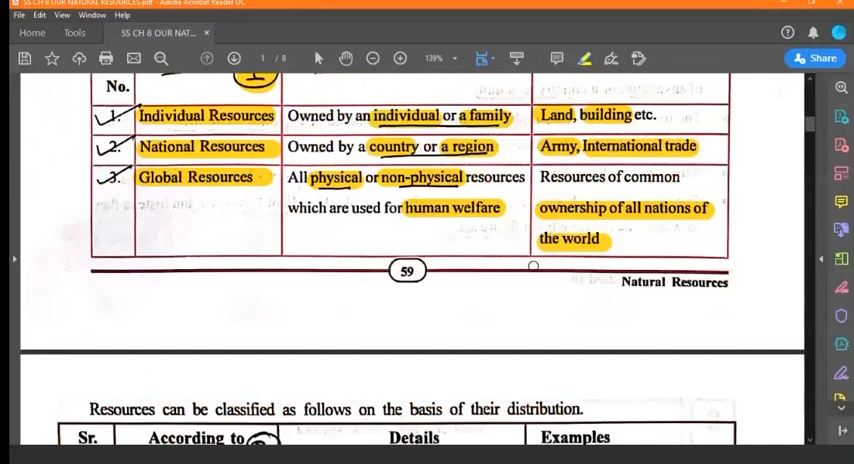 SS CH 8 OUR NATURAL RESOURCES.pdf - Adobe Acrobat Reader DC
File Edit View Window Help
Home Tools SS CH 8 OUR NAT... ×
Share
1 / 8
139%
No.
1. Individual Resources Owned by an individual or a family Land, building etc.
2. National Resources Owned by a country or a region Army, International trade
3. Global Resources All physical or non-physical resources Resources of common
which are used for human welfare ownership of all nations of
the world
59
Natural Resources
Resources can be classified as follows on the basis of their distribution.
Sr. According to Details Examples